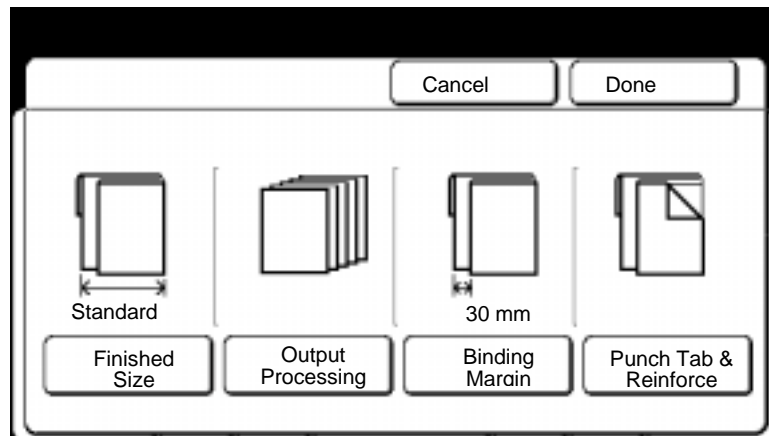 Cancel
Done
Standard
30 mm
Finished
Size
Output
Processing
Binding
Margin
Punch Tab &
Reinforce